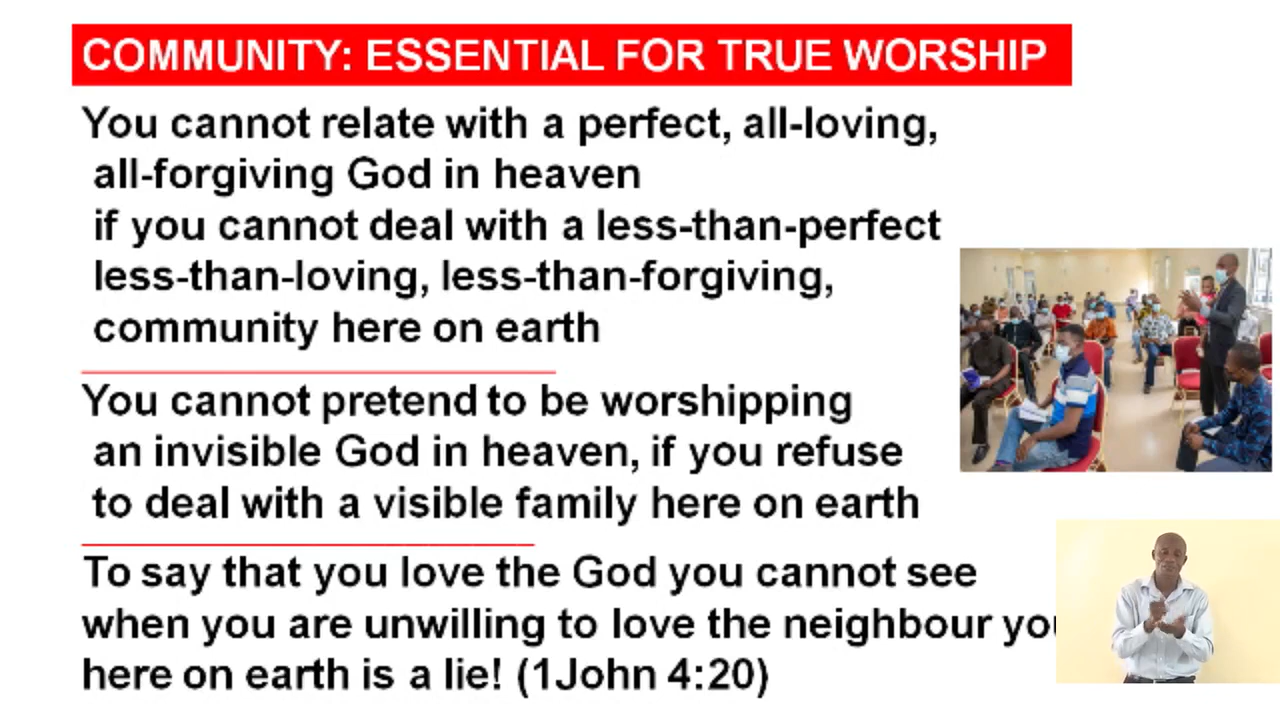 COMMUNITY: ESSENTIAL FOR TRUE WORSHIP
You cannot relate with a perfect, all-loving,
all-forgiving God in heaven
if you cannot deal with a less-than-perfect
less-than-loving, less-than-forgiving,
community here on earth
You cannot pretend to be worshipping
an invisible God in heaven, if you refuse
to deal with a visible family here on earth
To say that you love the God you cannot see
when you are unwilling to love the neighbour
here on earth is a lie! (1John 4:20)